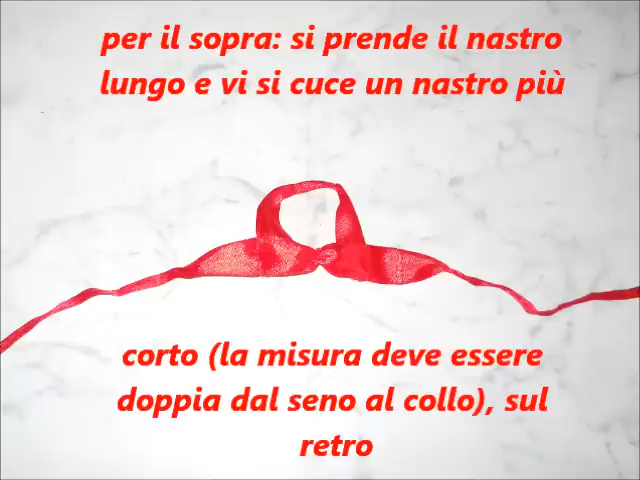 per il sopra: si prende il nastro
lungo e vi si cuce un nastro più
corto (la misura deve essere
doppia dal seno al collo), sul
retro